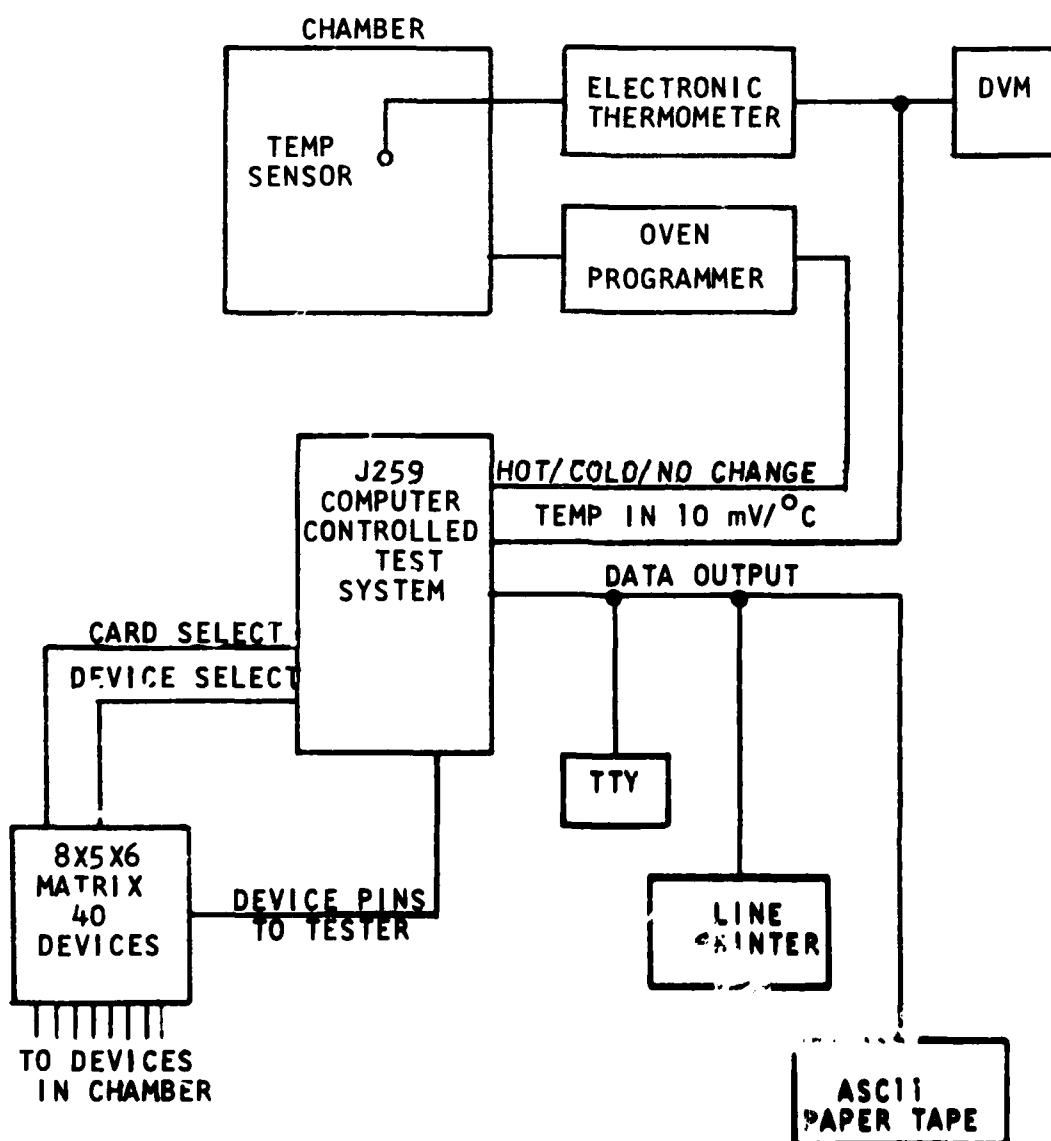 CHAMBER
TEMP
SENSOR
ELECTRONIC
THERMOMETER
DVM
OVEN
PROGRAMMER
J259
COMPUTER
CONTROLLED
TEST
SYSTEM
HOT/COLD/NO CHANGE
TEMP IN 10 mV/°C
DATA OUTPUT
CARD SELECT
DEVICE SELECT
TTY
8X5X6
MATRIX
40
DEVICES
DEVICE PINS
TO TESTER
LINE
PRINTER
TO DEVICES
IN CHAMBER
ASCII
PAPER TAPE